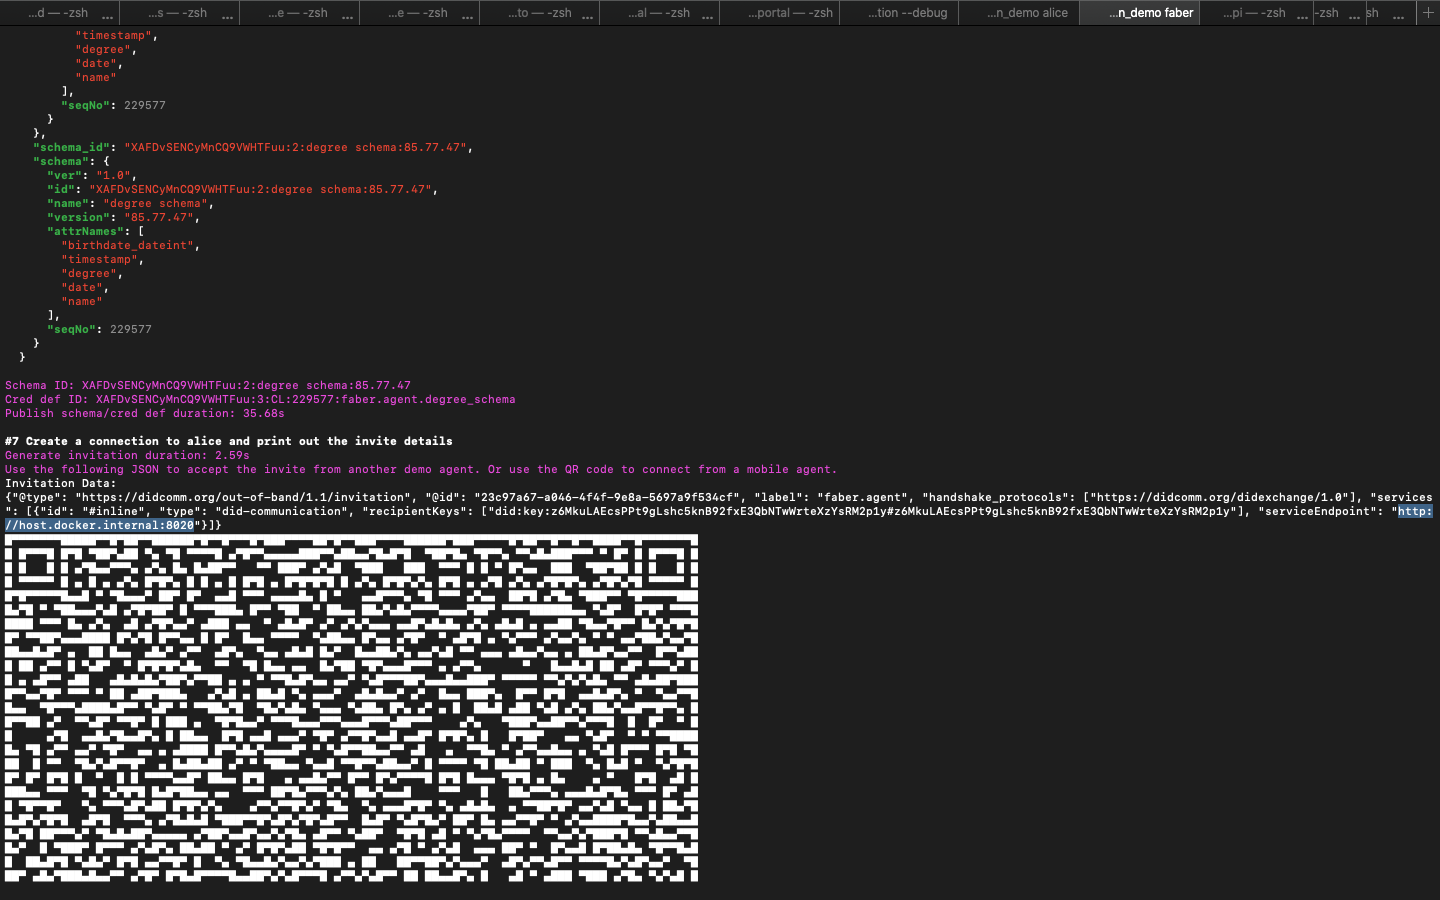 ...d — -zsh ...
...s — -zsh ...
...e — -zsh ...
...e — -zsh ...
...to — -zsh ...
...al — -zsh ...
...portal — -zsh
...tion --debug
...n_demo alice
...n_demo faber
...pi — -zsh ...
-zsh ...
sh ...
+
"timestamp",
"degree",
"date",
"name"
],
"seqNo": 229577
}
},
"schema_id": "XAFDvSENCyMnCQ9VWHTFuu:2:degree schema:85.77.47",
"schema": {
"ver": "1.0",
"id": "XAFDvSENCyMnCQ9VWHTFuu:2:degree schema:85.77.47",
"name": "degree schema",
"version": "85.77.47",
"attrNames": [
"birthdate_dateint",
"timestamp",
"degree",
"date",
"name"
],
"seqNo": 229577
}
}
Schema ID: XAFDvSENCyMnCQ9VWHTFuu:2:degree schema:85.77.47
Cred def ID: XAFDvSENCyMnCQ9VWHTFuu:3:CL:229577:faber.agent.degree_schema
Publish schema/cred def duration: 35.68s
#7 Create a connection to alice and print out the invite details
Generate invitation duration: 2.59s
Use the following JSON to accept the invite from another demo agent. Or use the QR code to connect from a mobile agent.
Invitation Data:
{"@type": "https://didcomm.org/out-of-band/1.1/invitation", "@id": "23c97a67-a046-4f4f-9e8a-5697a9f534cf", "label": "faber.agent", "handshake_protocols": ["https://didcomm.org/didexchange/1.0"], "services
": [{"id": "#inline", "type": "did-communication", "recipientKeys": ["did:key:z6MkuLAEcsPPt9gLshc5knB92fxE3QbNTwWrteXzYsRM2p1y#z6MkuLAEcsPPt9gLshc5knB92fxE3QbNTwWrteXzYsRM2p1y"], "serviceEndpoint": "http:
//host.docker.internal:8020"}]}